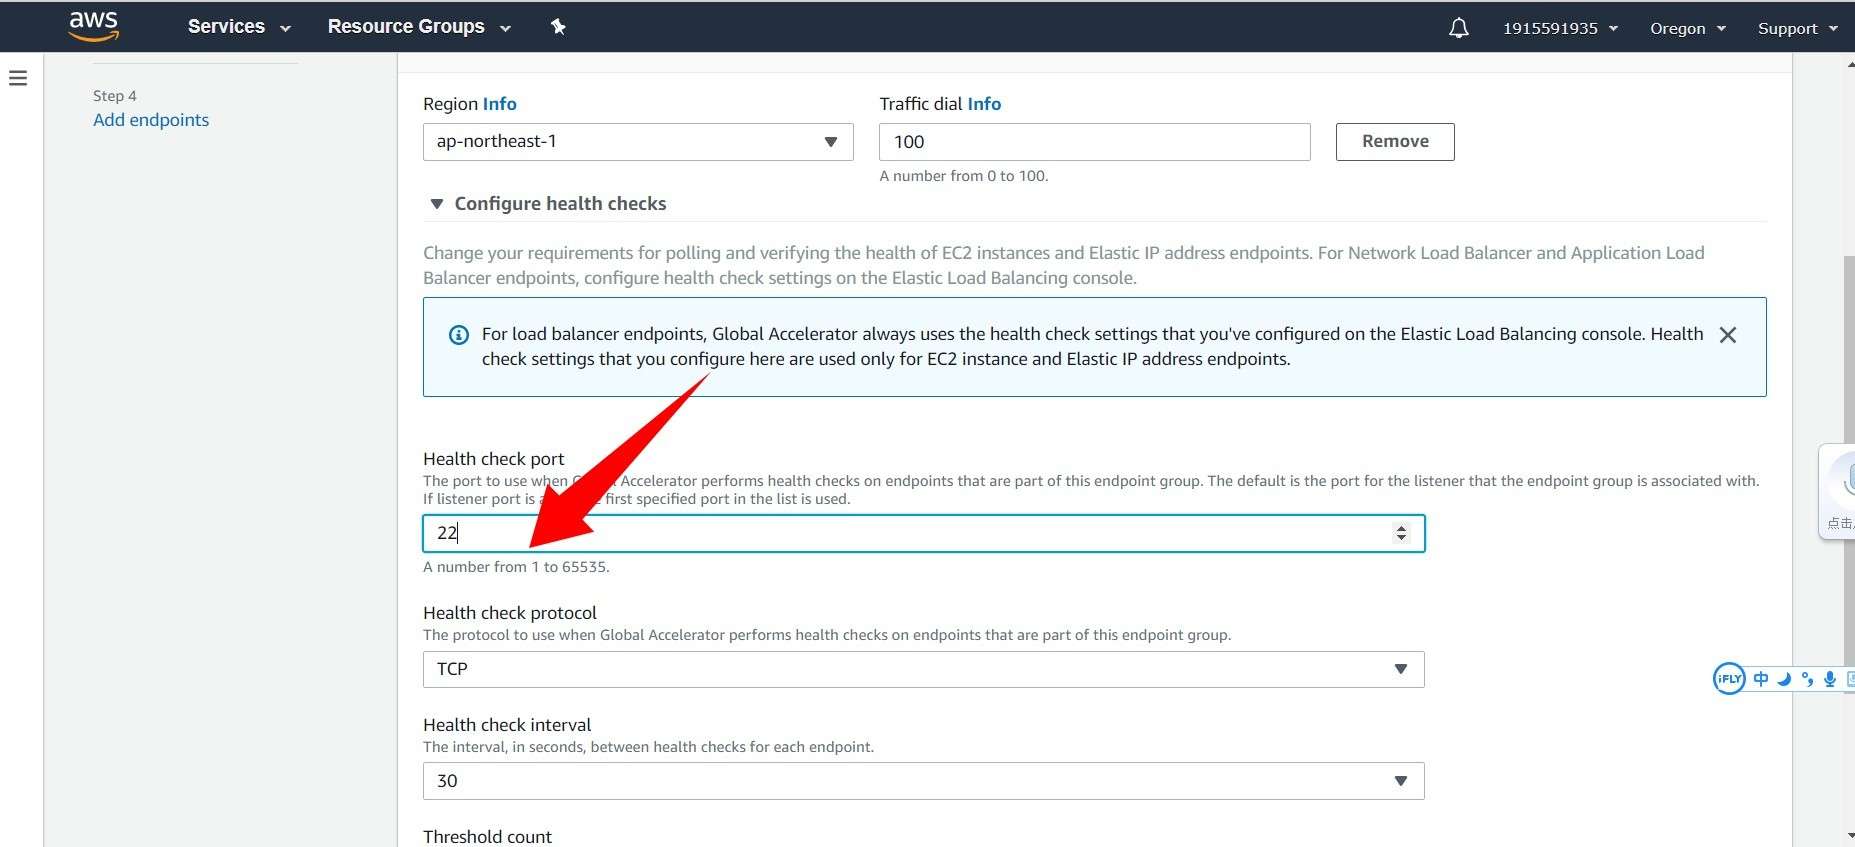 aws
Services
Resource Groups
1915591935
Oregon
Support
Step 4
Add endpoints
Region Info
ap-northeast-1
Traffic dial Info
100
A number from 0 to 100.
Remove
Configure health checks
Change your requirements for polling and verifying the health of EC2 instances and Elastic IP address endpoints. For Network Load Balancer and Application Load
Balancer endpoints, configure health check settings on the Elastic Load Balancing console.
For load balancer endpoints, Global Accelerator always uses the health check settings that you've configured on the Elastic Load Balancing console. Health
check settings that you configure here are used only for EC2 instance and Elastic IP address endpoints.
Health check port
The port to use when Accelerator performs health checks on endpoints that are part of this endpoint group. The default is the port for the listener that the endpoint group is associated with.
If listener port is first specified port in the list is used.
22
A number from 1 to 65535.
Health check protocol
The protocol to use when Global Accelerator performs health checks on endpoints that are part of this endpoint group.
TCP
Health check interval
The interval, in seconds, between health checks for each endpoint.
30
Threshold count
点击
iFLY 中